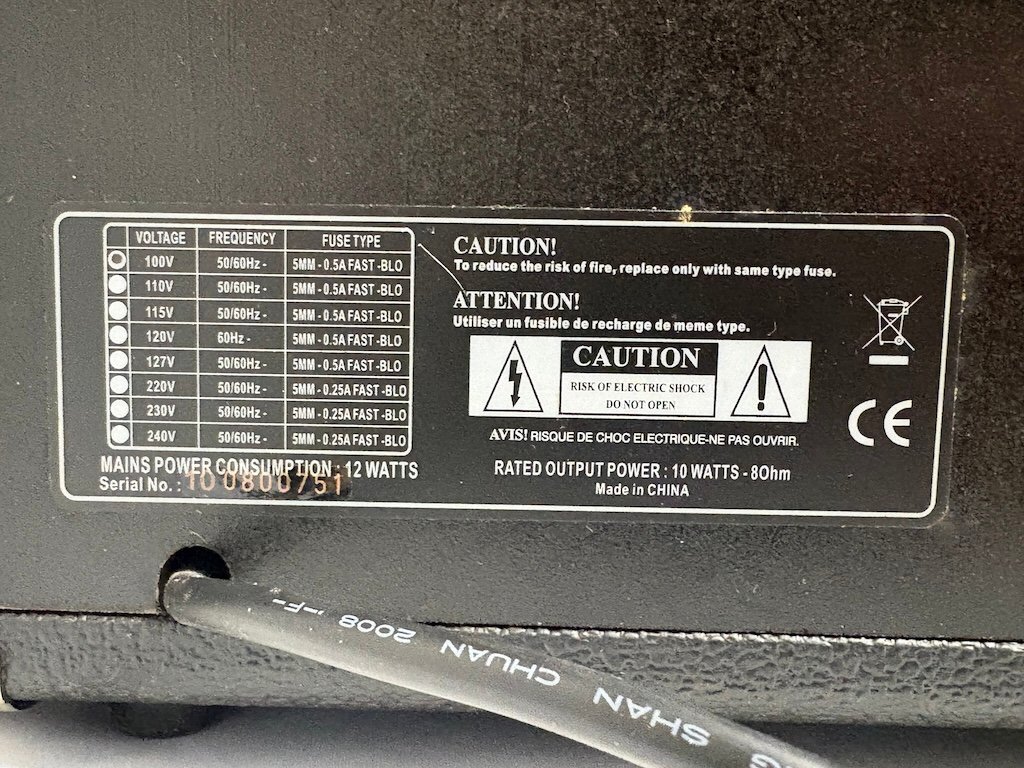 VOLTAGE FREQUENCY FUSE TYPE
100V 50/60Hz - 5MM - 0.5A FAST -BLO
110V 50/60Hz - 5MM - 0.5A FAST -BLO
115V 50/60Hz - 5MM - 0.5A FAST -BLO
120V 60Hz - 5MM - 0.5A FAST -BLO
127V 50/60Hz - 5MM - 0.5A FAST -BLO
220V 50/60Hz - 5MM - 0.25A FAST -BLO
230V 50/60Hz - 5MM - 0.25A FAST -BLO
240V 50/60Hz - 5MM - 0.25A FAST -BLO
MAINS POWER CONSUMPTION : 12 WATTS
Serial No. : 100800751
CAUTION!
To reduce the risk of fire, replace only with same type fuse.
ATTENTION!
Utiliser un fusible de recharge de meme type.
CAUTION
RISK OF ELECTRIC SHOCK
DO NOT OPEN
AVIS! RISQUE DE CHOC ELECTRIQUE-NE PAS OUVRIR.
RATED OUTPUT POWER : 10 WATTS - 8Ohm
Made in CHINA
CE
SHAN CHUAN 2008 -F-